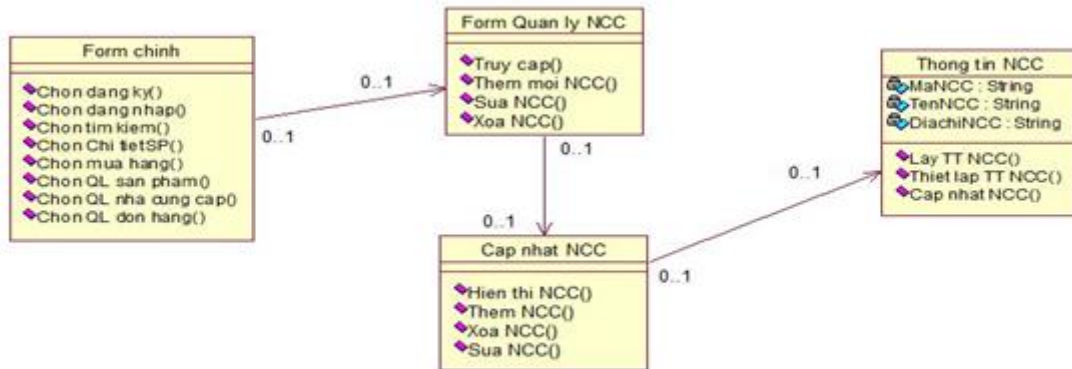 Form chinh
Chon dang ky()
Chon dang nhap()
Chon tim kiem()
Chon Chi tietSP()
Chon mua hang()
Chon QL san pham()
Chon QL nha cung cap()
Chon QL don hang()
0..1
0..1
Form Quan ly NCC
Truy cap()
Them moi NCC()
Sua NCC()
Xoa NCC()
0..1
0..1
Cap nhat NCC
Hien thi NCC()
Them NCC()
Xoa NCC()
Sua NCC()
0..1
0..1
Thong tin NCC
MaNCC : String
TenNCC : String
DiachiNCC : String
Lay TT NCC()
Thiet lap TT NCC()
Cap nhat NCC()